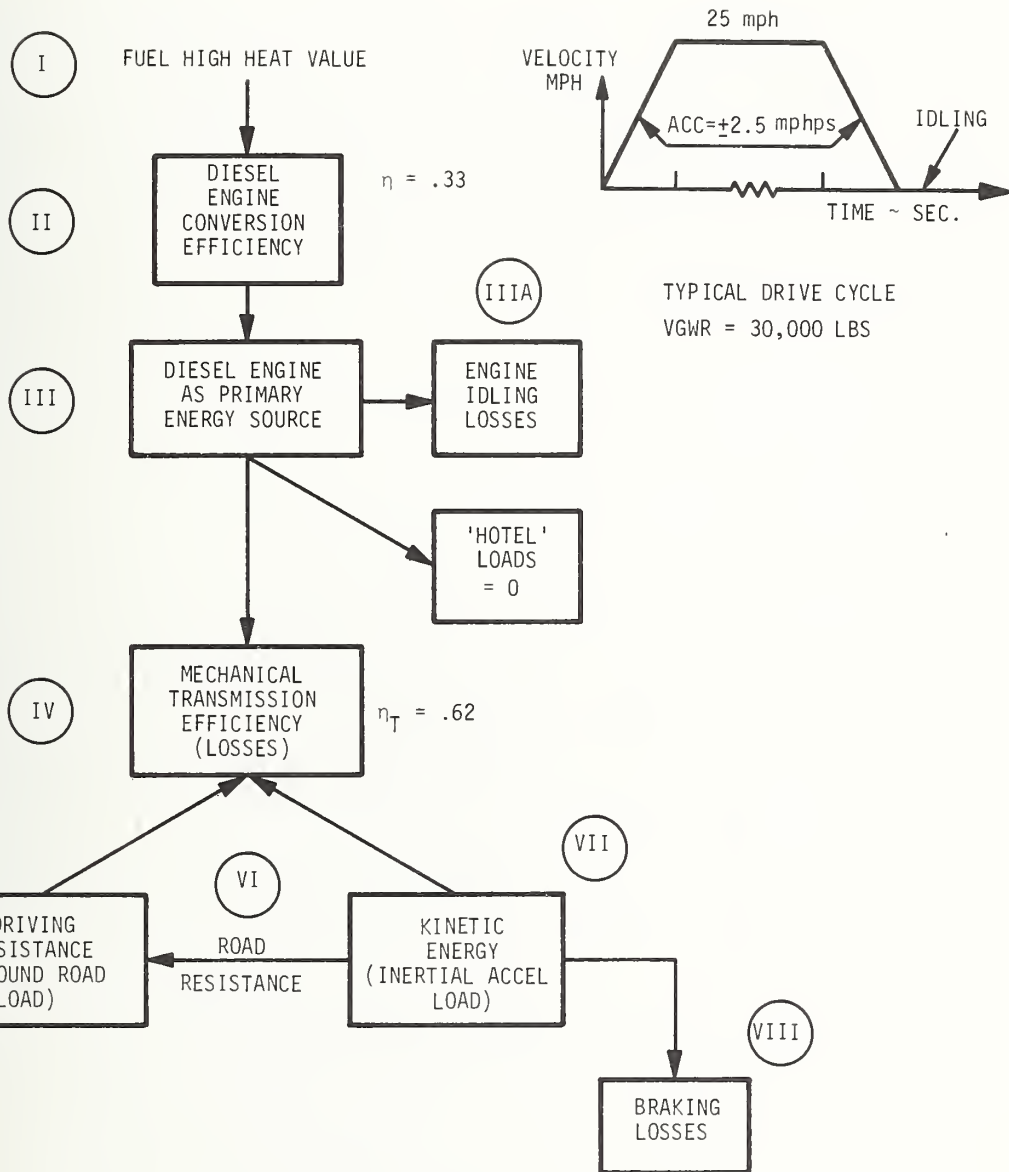 I
FUEL HIGH HEAT VALUE
25 mph
VELOCITY
MPH
ACC=±2.5 mphps
IDLING
TIME ~ SEC.
DIESEL
ENGINE
CONVERSION
EFFICIENCY
η = .33
II
TYPICAL DRIVE CYCLE
VGWR = 30,000 LBS
IIIA
III
DIESEL ENGINE
AS PRIMARY
ENERGY SOURCE
ENGINE
IDLING
LOSSES
'HOTEL'
LOADS
= 0
IV
MECHANICAL
TRANSMISSION
EFFICIENCY
(LOSSES)
ηT = .62
VI
VII
RIVING
SISTANCE
OUND ROAD
LOAD)
ROAD
RESISTANCE
KINETIC
ENERGY
(INERTIAL ACCEL
LOAD)
VIII
BRAKING
LOSSES